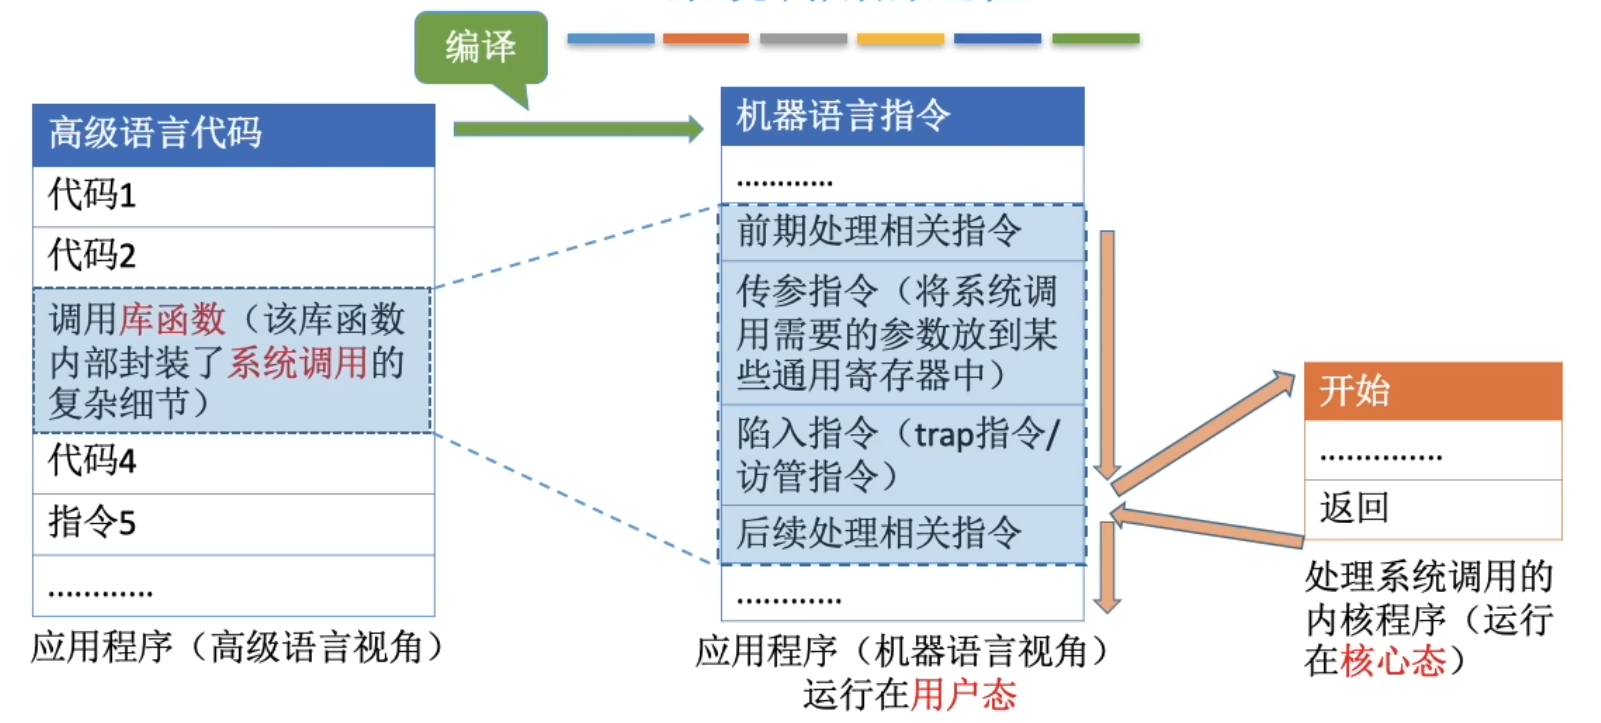 编译
高级语言代码
代码1
代码2
调用库函数（该库函数
内部封装了系统调用的
复杂细节）
代码4
指令5
............
应用程序（高级语言视角）
机器语言指令
............
前期处理相关指令
传参指令（将系统调
用需要的参数放到某
些通用寄存器中）
陷入指令（trap指令/
访管指令）
后续处理相关指令
............
应用程序（机器语言视角）
运行在用户态
开始
..............
返回
处理系统调用的
内核程序（运行
在核心态）